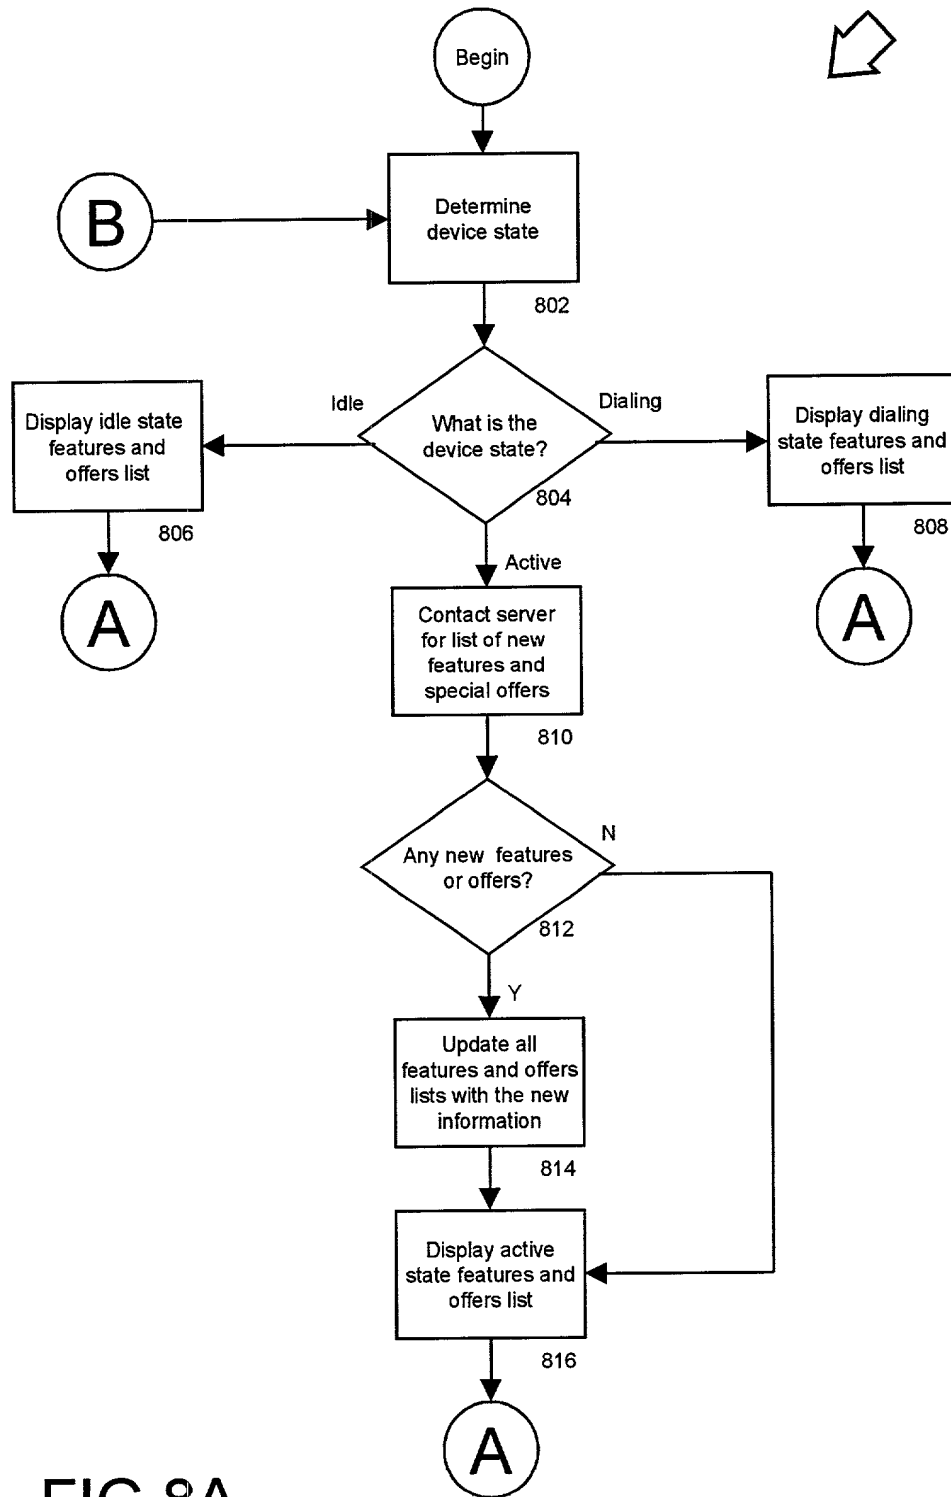 Begin
B
Determine
device state
802
Idle
What is the
device state?
Dialing
804
Display idle state
features and
offers list
806
A
Display dialing
state features and
offers list
808
A
Active
Contact server
for list of new
features and
special offers
810
Any new features
or offers?
812
N
Y
Update all
features and offers
lists with the new
information
814
Display active
state features and
offers list
816
A
FIG 8A